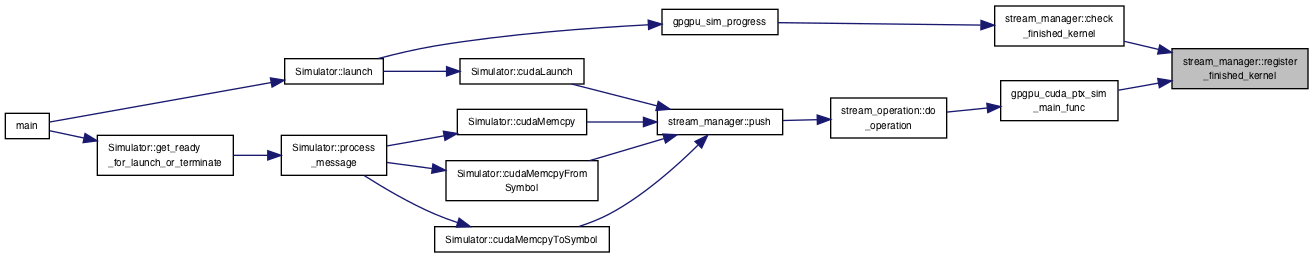 main
Simulator::launch
Simulator::get_ready
_for_launch_or_terminate
Simulator::process
_message
gpgpu_sim_progress
Simulator::cudaLaunch
Simulator::cudaMemcpy
Simulator::cudaMemcpyFrom
Symbol
Simulator::cudaMemcpyToSymbol
stream_manager::push
stream_operation::do
_operation
stream_manager::check
_finished_kernel
gpgpu_cuda_ptx_sim
_main_func
stream_manager::register
_finished_kernel